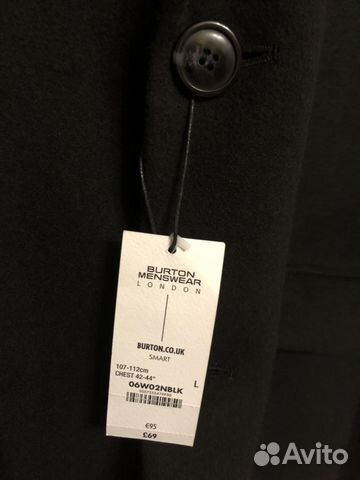 BURTON
MENSWEAR
LONDON
BURTON.CO.UK
SMART
107-112cm
CHEST 42-44"
L
06W02NBLK
€95
£69
Avito